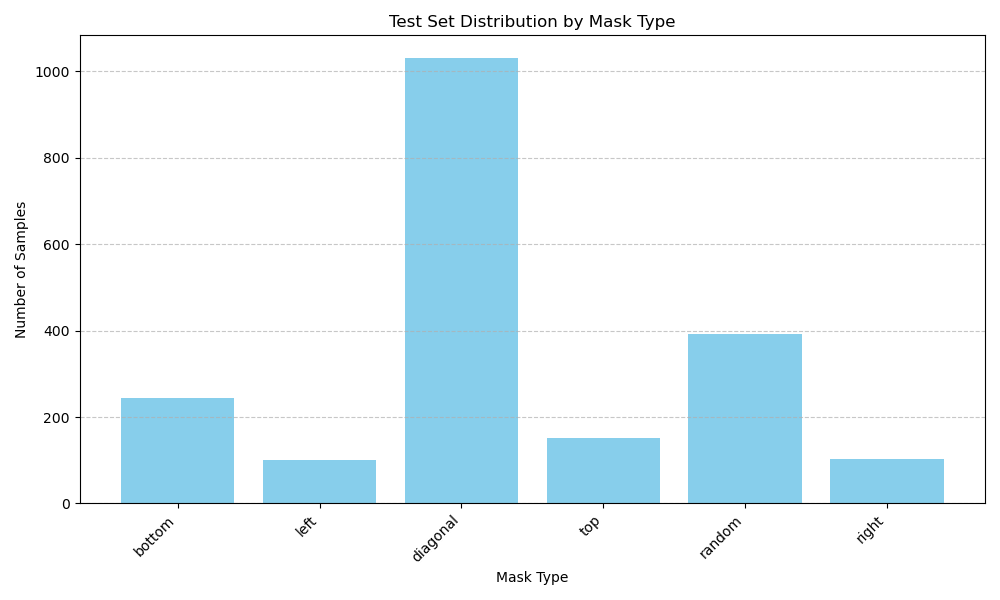 Test Set Distribution by Mask Type
Number of Samples
1000
800
600
400
200
0
bottom
left
diagonal
top
random
right
Mask Type